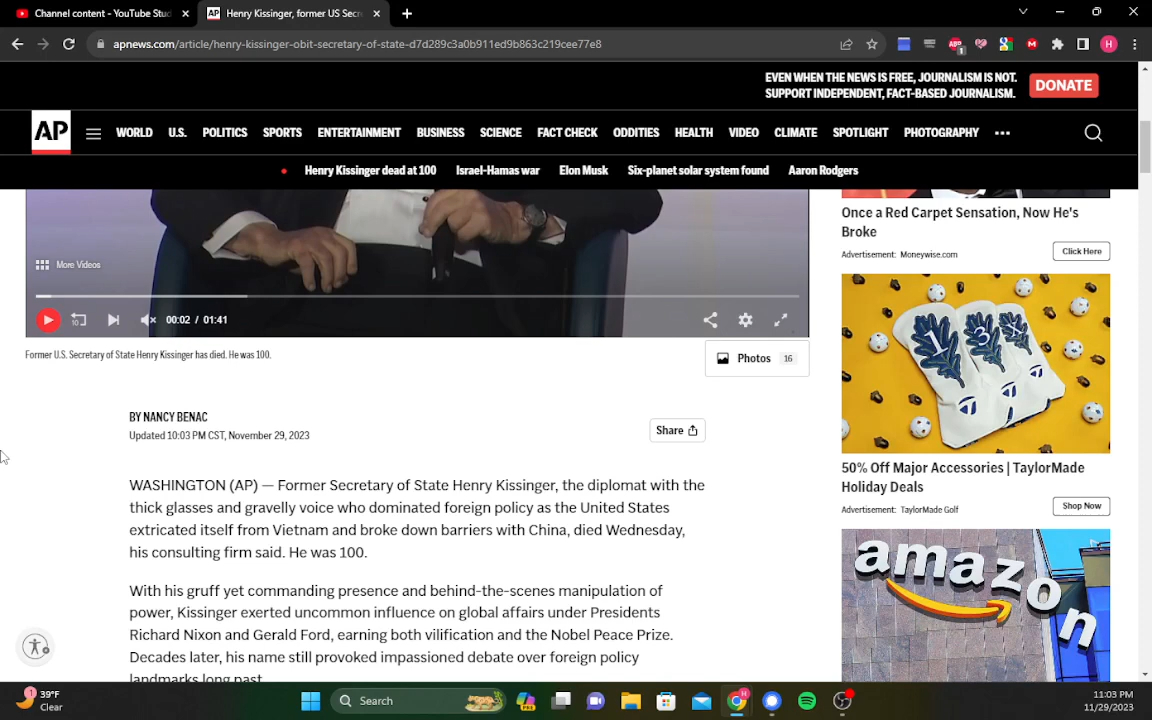 Channel content - YouTube Stud
Henry Kissinger, former US Secr
apnews.com/article/henry-kissinger-obit-secretary-of-state-d7d289c3a0b911ed9b863c219cee77e8
EVEN WHEN THE NEWS IS FREE, JOURNALISM IS NOT.
SUPPORT INDEPENDENT, FACT-BASED JOURNALISM.
DONATE
AP
WORLD U.S. POLITICS SPORTS ENTERTAINMENT BUSINESS SCIENCE FACT CHECK ODDITIES HEALTH VIDEO CLIMATE SPOTLIGHT PHOTOGRAPHY
Henry Kissinger dead at 100 Israel-Hamas war Elon Musk Six-planet solar system found Aaron Rodgers
More Videos
00:02 / 01:41
Former U.S. Secretary of State Henry Kissinger has died. He was 100.
Photos 16
BY NANCY BENAC
Updated 10:03 PM CST, November 29, 2023
Share
WASHINGTON (AP) — Former Secretary of State Henry Kissinger, the diplomat with the
thick glasses and gravelly voice who dominated foreign policy as the United States
extricated itself from Vietnam and broke down barriers with China, died Wednesday,
his consulting firm said. He was 100.
With his gruff yet commanding presence and behind-the-scenes manipulation of
power, Kissinger exerted uncommon influence on global affairs under Presidents
Richard Nixon and Gerald Ford, earning both vilification and the Nobel Peace Prize.
Decades later, his name still provoked impassioned debate over foreign policy
landmarks long past.
Once a Red Carpet Sensation, Now He's
Broke
Advertisement: Moneywise.com
Click Here
1 3 X
50% Off Major Accessories | TaylorMade
Holiday Deals
Advertisement: TaylorMade Golf
Shop Now
amazon
39°F
Clear
Search
11:03 PM
11/29/2023